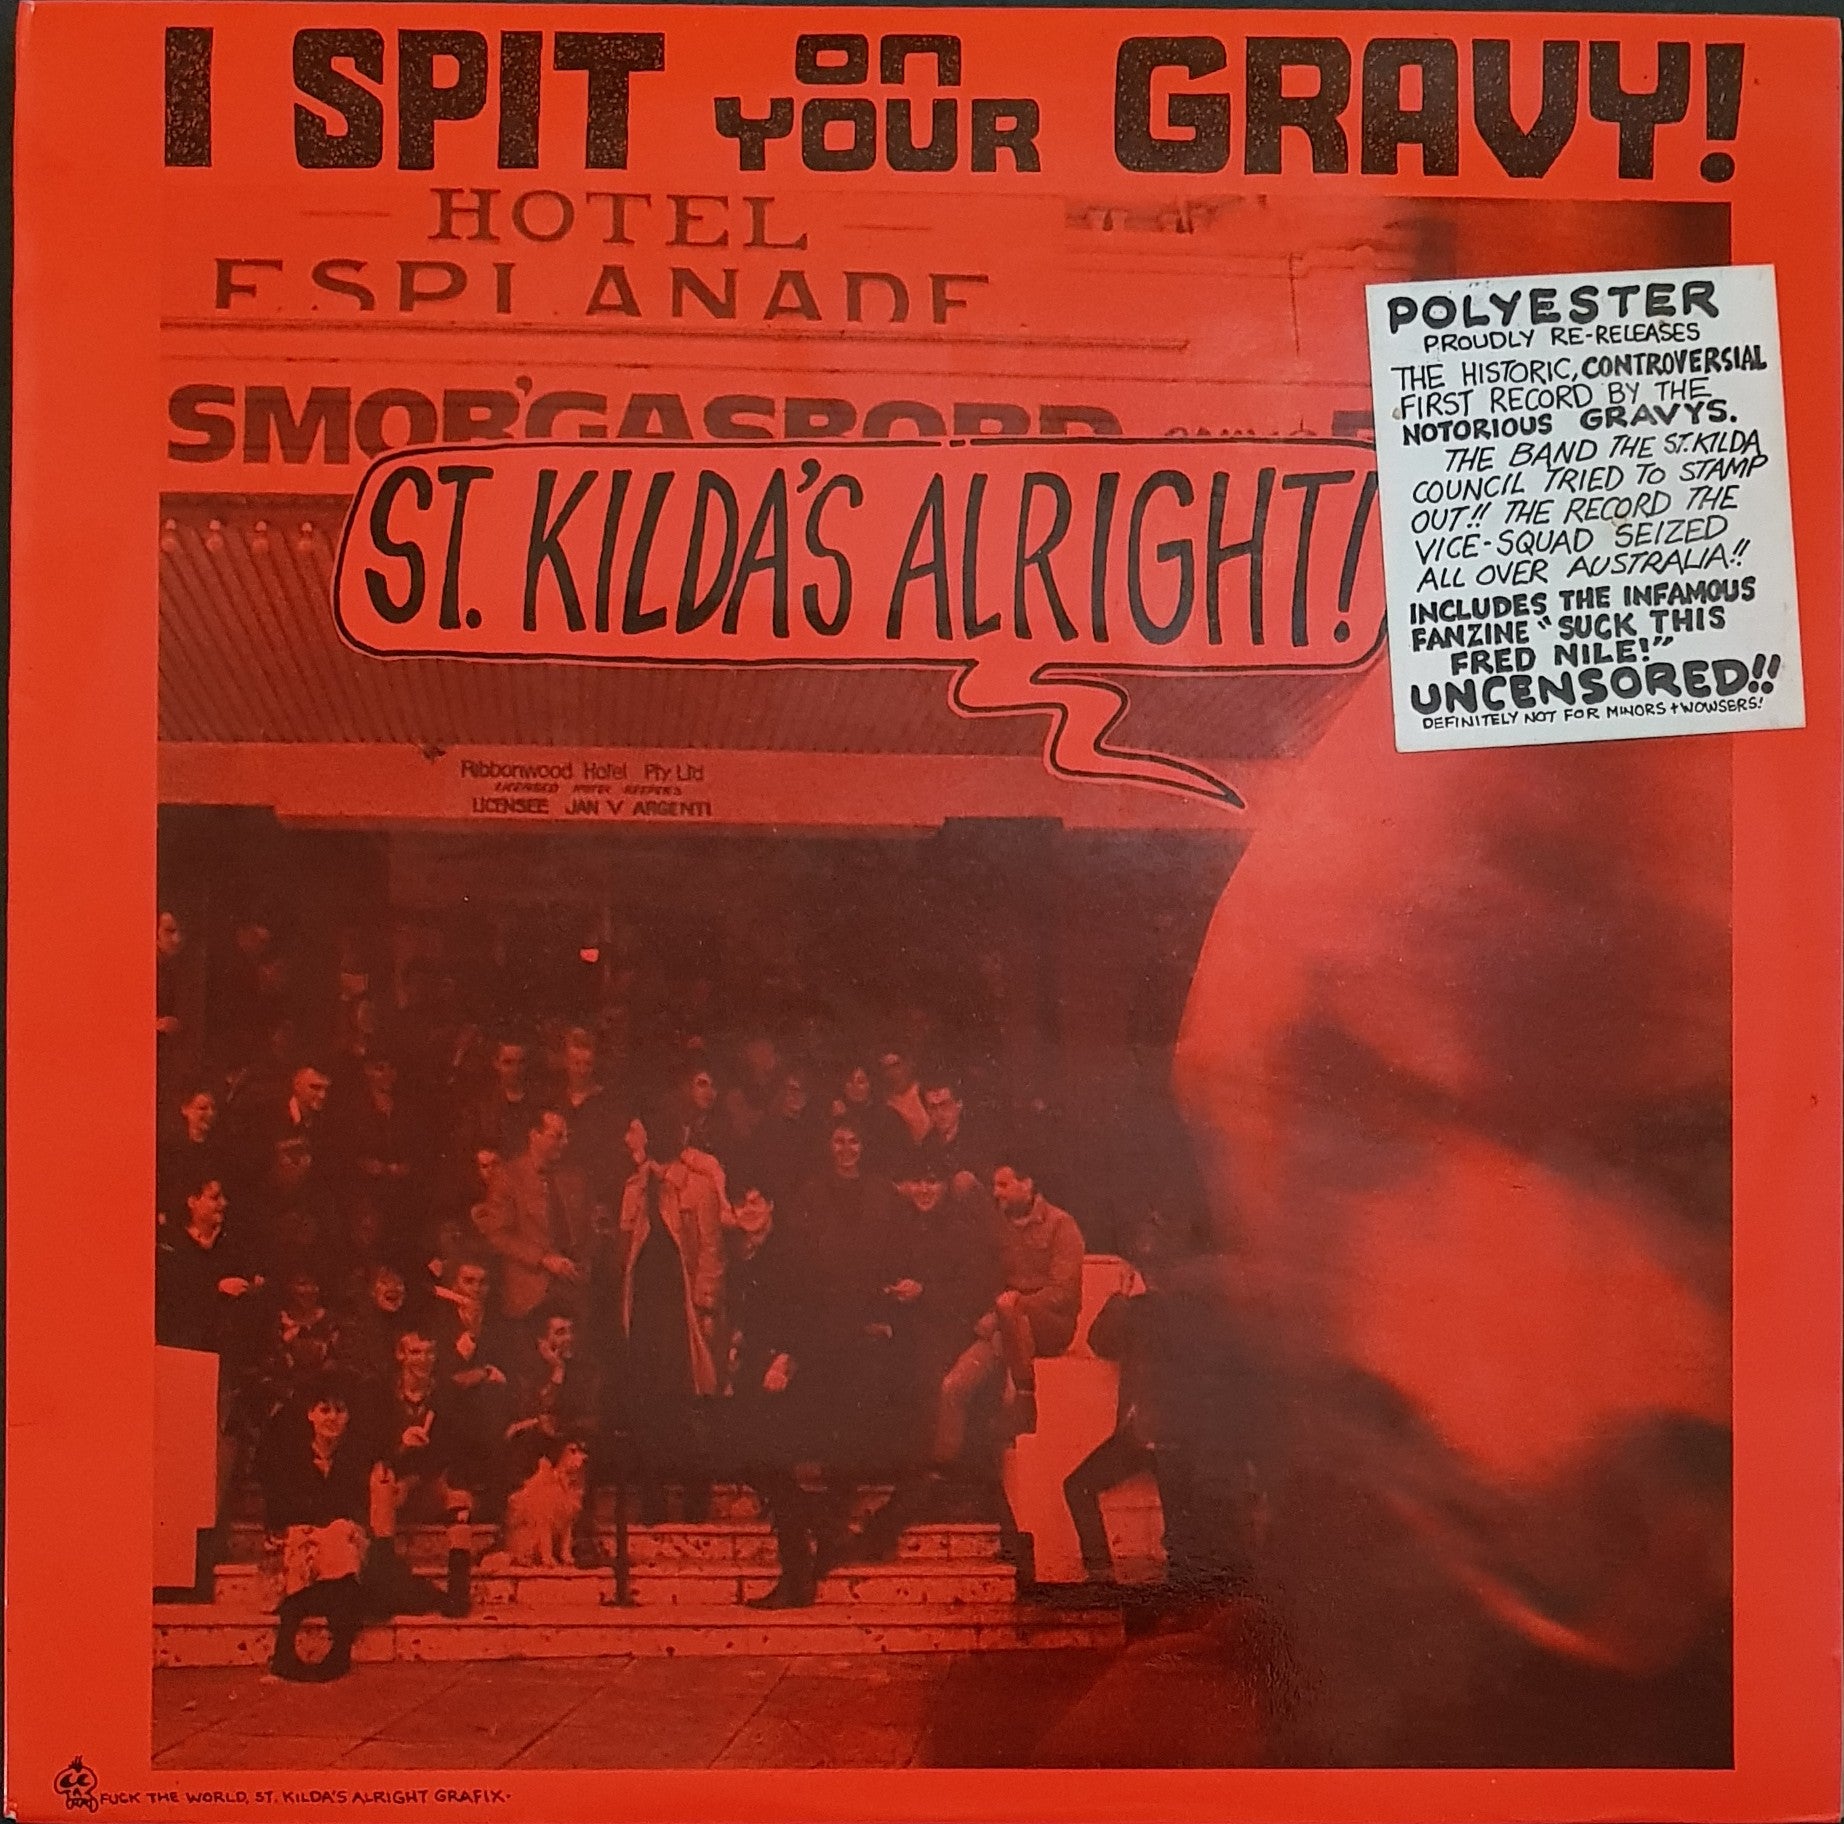 I SPIT on YOUR GRAVY!
HOTEL
ESPLANADE
SMOR'GASBORD
ST. KILDA'S ALRIGHT!
POLYESTER
PROUDLY RE-RELEASES
THE HISTORIC, CONTROVERSIAL
FIRST RECORD BY THE
NOTORIOUS GRAVYS.
THE BAND THE ST.KILDA
COUNCIL TRIED TO STAMP
OUT!! THE RECORD THE
VICE-SQUAD SEIZED
ALL OVER AUSTRALIA!!
INCLUDES THE INFAMOUS
FANZINE "SUCK THIS
FRED NILE!"
UNCENSORED!!
DEFINITELY NOT FOR MINORS + WOWSERS!
Ribbonwood Hotel Pty Ltd
LICENSEE JAN V ARGENTI
FUCK THE WORLD, ST. KILDA'S ALRIGHT GRAFIX.